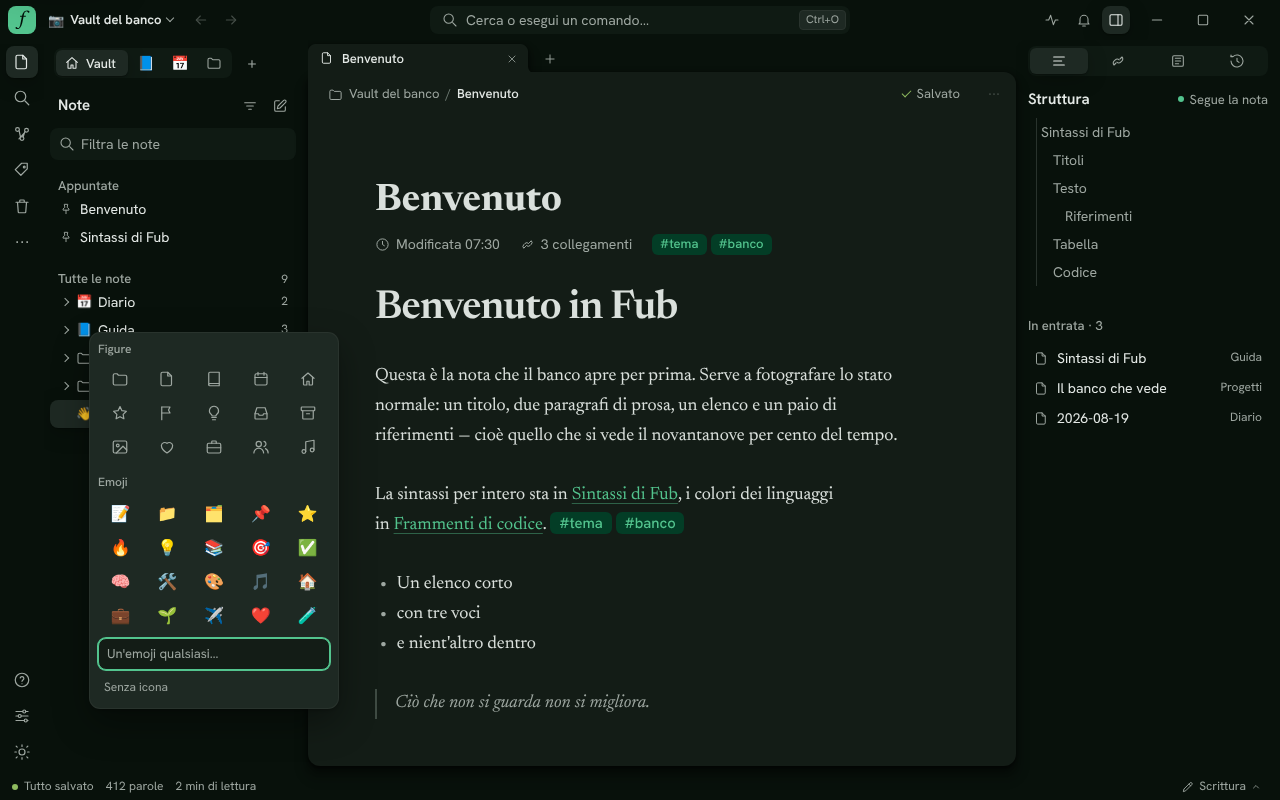 Vault del banco
Cerca o esegui un comando...
Ctrl+O
Vault
Benvenuto
Note
Vault del banco / Benvenuto
Salvato
Struttura
Segue la nota
Filtra le note
Appuntate
Benvenuto
Sintassi di Fub
Tutte le note 9
Diario 2
Guida 3
Figure
Emoji
Un'emoji qualsiasi...
Senza icona
Benvenuto
Modificata 07:30
3 collegamenti
#tema #banco
Benvenuto in Fub
Questa è la nota che il banco apre per prima. Serve a fotografare lo stato
normale: un titolo, due paragrafi di prosa, un elenco e un paio di
riferimenti — cioè quello che si vede il novantanove per cento del tempo.
La sintassi per intero sta in Sintassi di Fub, i colori dei linguaggi
in Frammenti di codice. #tema #banco
• Un elenco corto
• con tre voci
• e nient'altro dentro
Ciò che non si guarda non si migliora.
Sintassi di Fub
Titoli
Testo
Riferimenti
Tabella
Codice
In entrata · 3
Sintassi di Fub Guida
Il banco che vede Progetti
2026-08-19 Diario
Tutto salvato
412 parole
2 min di lettura
Scrittura